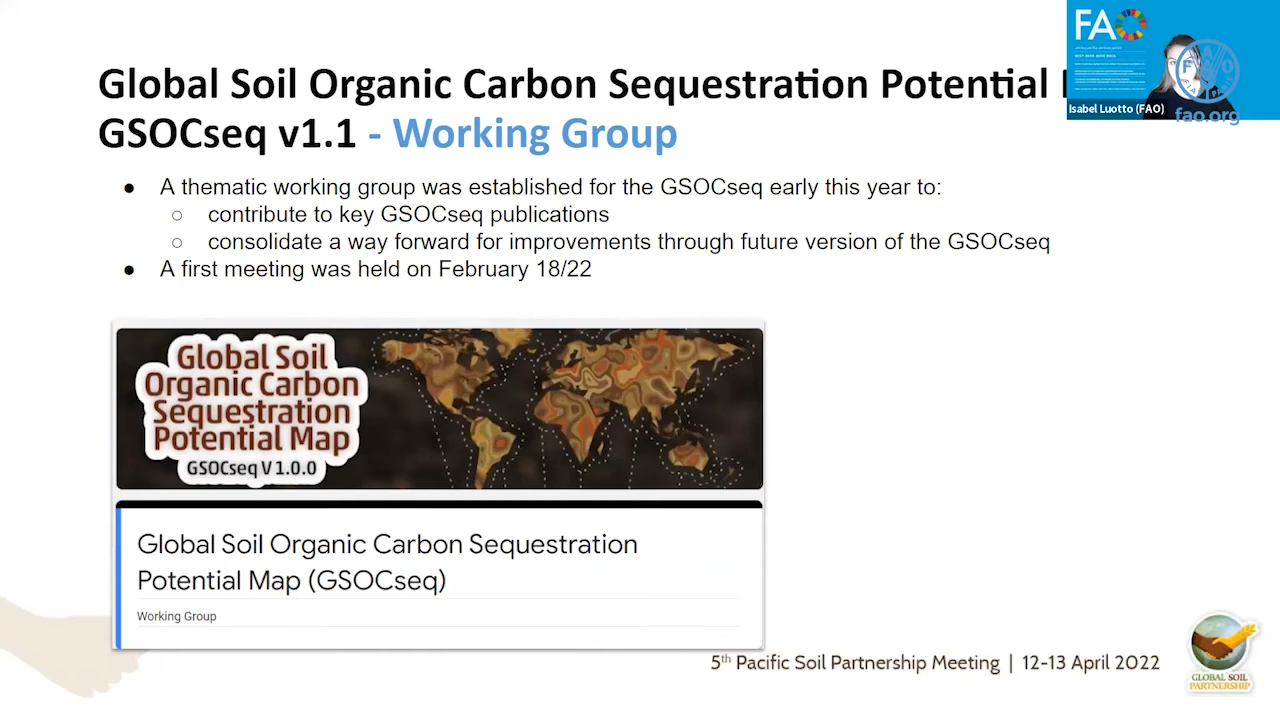 Global Soil Organic Carbon Sequestration Potential
GSOCseq v1.1 - Working Group
FAO
Isabel Luotto (FAO)
fao.org
● A thematic working group was established for the GSOCseq early this year to:
○ contribute to key GSOCseq publications
○ consolidate a way forward for improvements through future version of the GSOCseq
● A first meeting was held on February 18/22
Global Soil
Organic Carbon
Sequestration
Potential Map
GSOCseq V 1.0.0
Global Soil Organic Carbon Sequestration
Potential Map (GSOCseq)
Working Group
5th Pacific Soil Partnership Meeting | 12-13 April 2022
GLOBAL SOIL
PARTNERSHIP